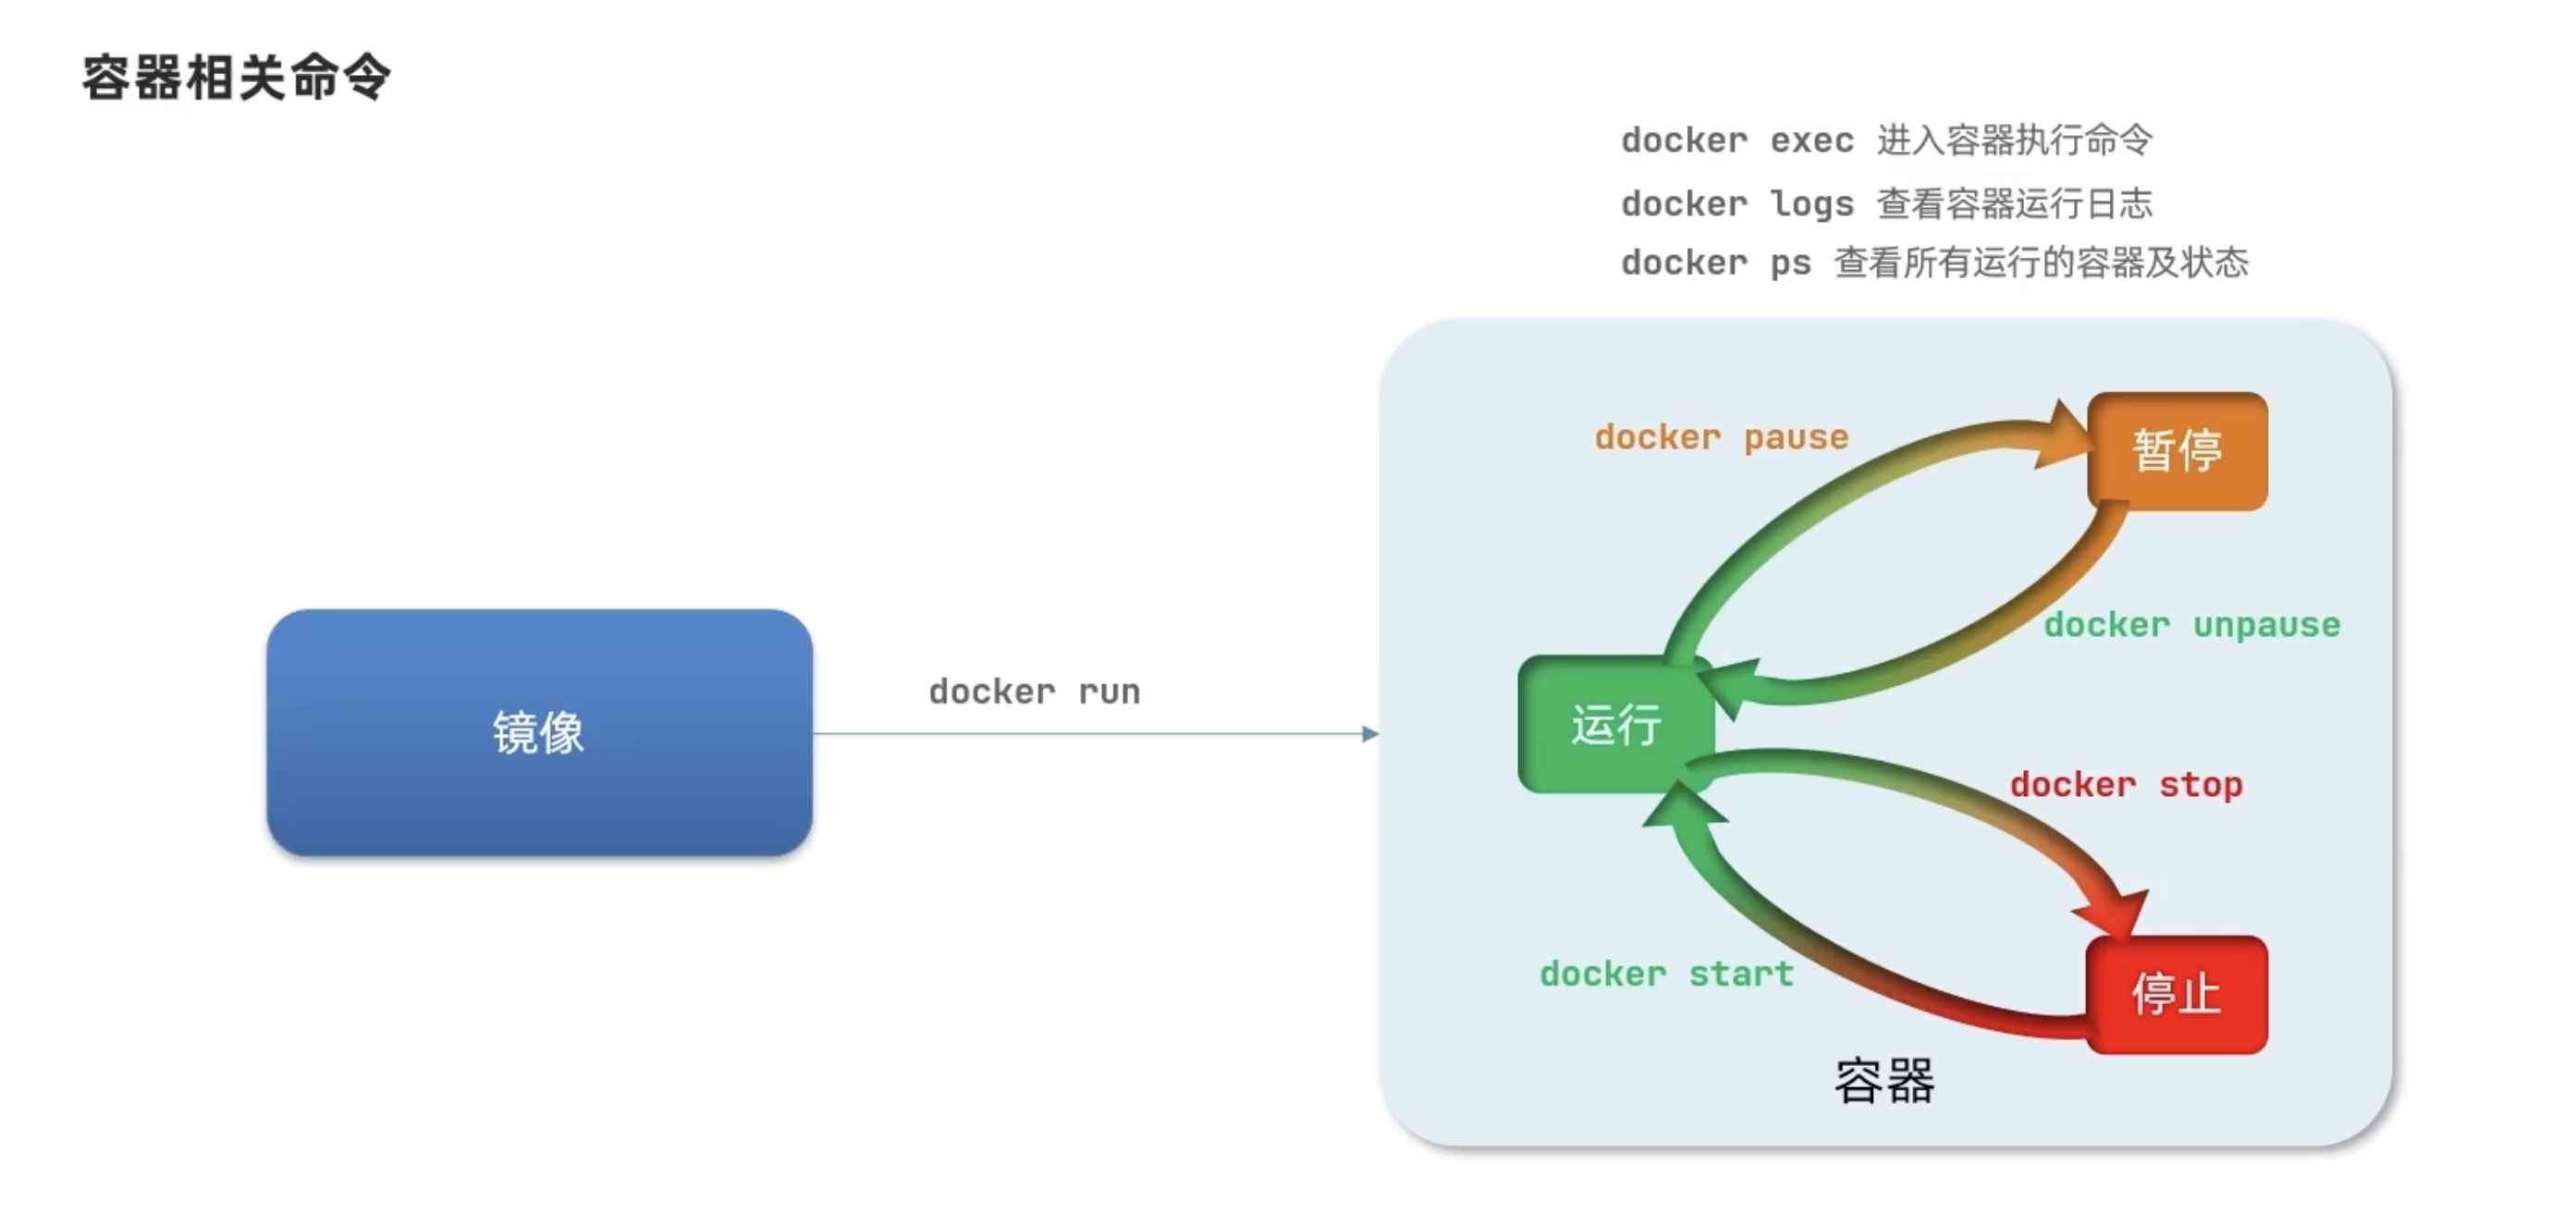 容器相关命令
docker exec 进入容器执行命令
docker logs 查看容器运行日志
docker ps 查看所有运行的容器及状态
docker pause
暂停
docker unpause
镜像
docker run
运行
docker stop
docker start
停止
容器